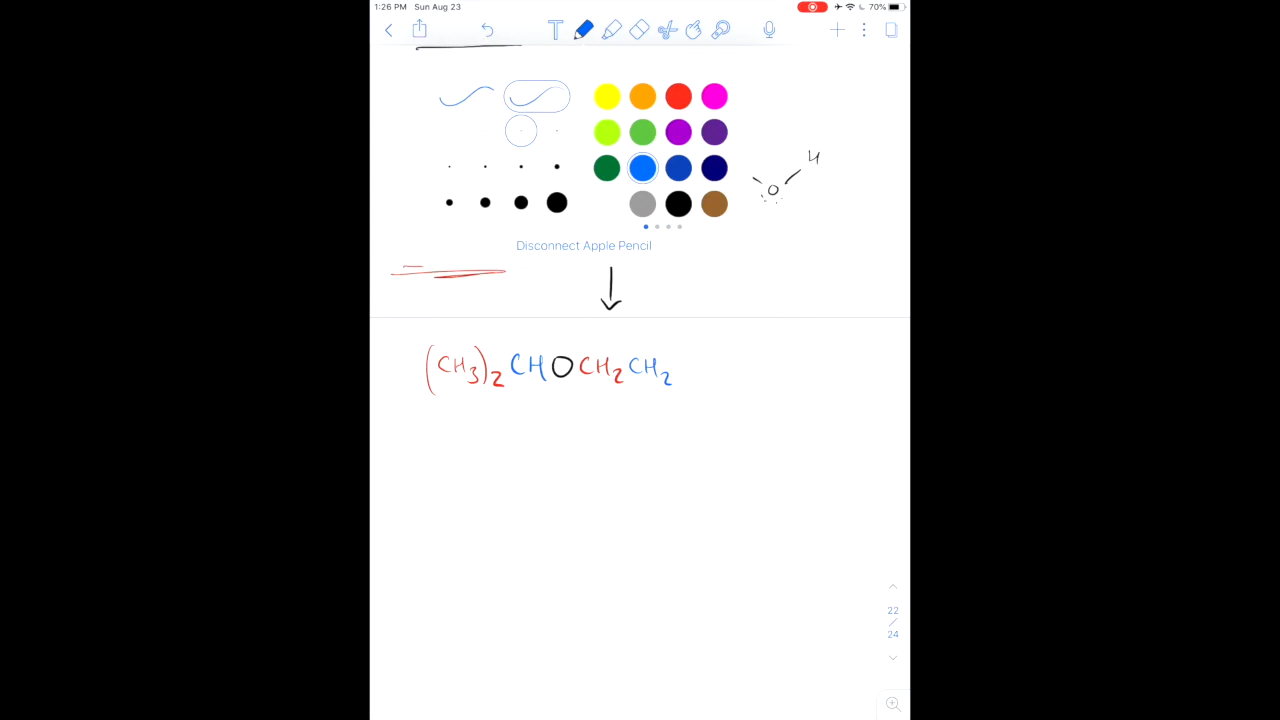 1:26 PM Sun Aug 23 70%
T
H
O
Disconnect Apple Pencil
(CH3)2CHOCH2CH2
22
/
24